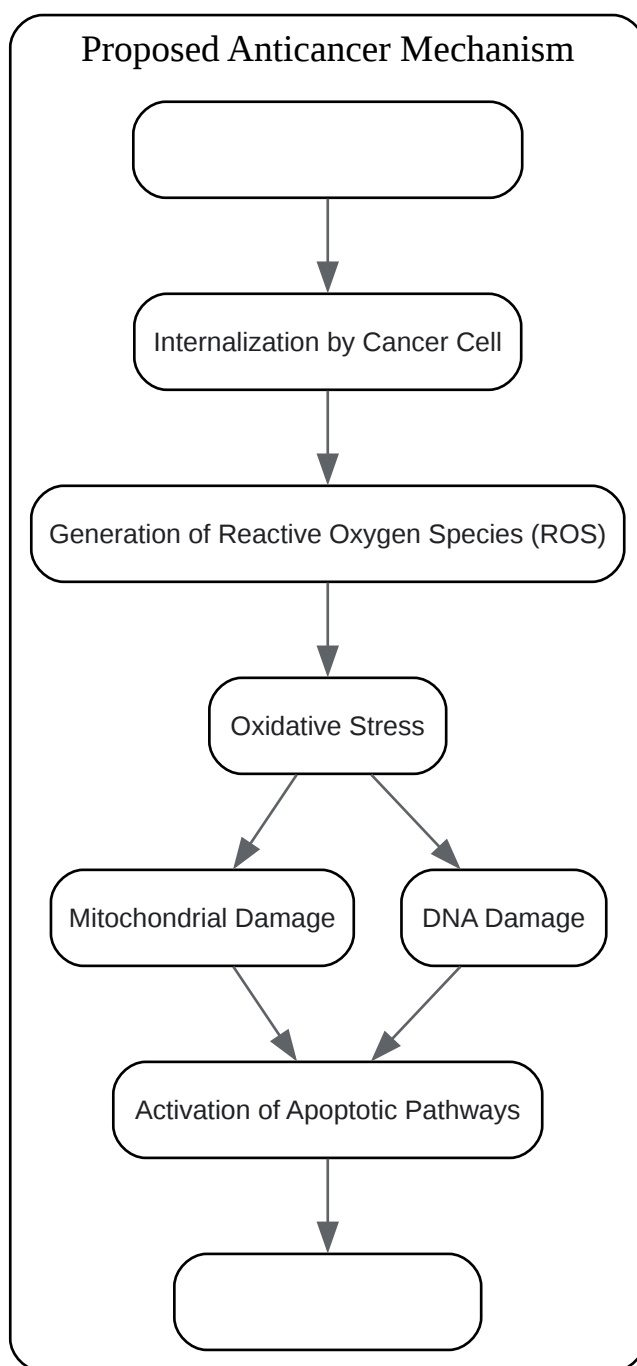 Proposed Anticancer Mechanism
Internalization by Cancer Cell
Generation of Reactive Oxygen Species (ROS)
Oxidative Stress
Mitochondrial Damage
DNA Damage
Activation of Apoptotic Pathways